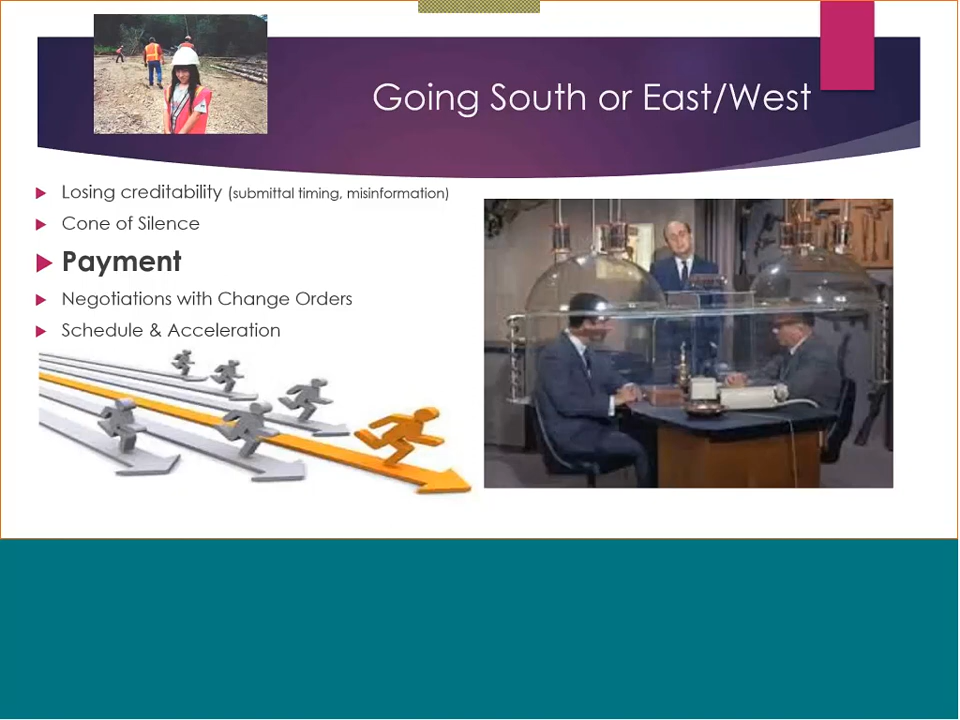 Going South or East/West
Losing creditability (submittal timing, misinformation)
Cone of Silence
Payment
Negotiations with Change Orders
Schedule & Acceleration